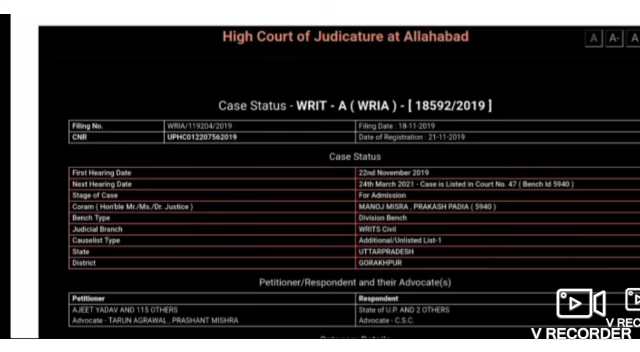 High Court of Judicature at Allahabad
A A- A
Case Status - WRIT - A ( WRIA ) - [ 18592/2019 ]
Filing No. WRIA/119204/2019 Filing Date : 18-11-2019
CNR UPHC012207562019 Date of Registration : 21-11-2019
Case Status
First Hearing Date 22nd November 2019
Next Hearing Date 24th March 2021 - Case is Listed in Court No. 47 ( Bench Id 5940 )
Stage of Case For Admission
Coram ( Hon'ble Mr./Ms./Dr. Justice ) MANOJ MISRA , PRAKASH PADIA ( 5940 )
Bench Type Division Bench
Judicial Branch WRITS Civil
Causelist Type Additional/Unlisted List-1
State UTTARPRADESH
District GORAKHPUR
Petitioner/Respondent and their Advocate(s)
Petitioner Respondent
AJEET YADAV AND 115 OTHERS State of U.P. AND 2 OTHERS
Advocate - TARUN AGRAWAL , PRASHANT MISHRA Advocate - C.S.C.
V REC
V RECORDER